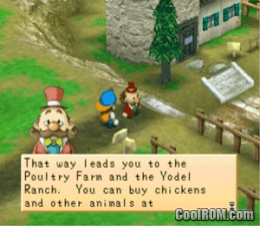 That way leads you to the
Poultry Farm and the Yodel
Ranch. You can buy chickens
and other animals at
CoolROM.com